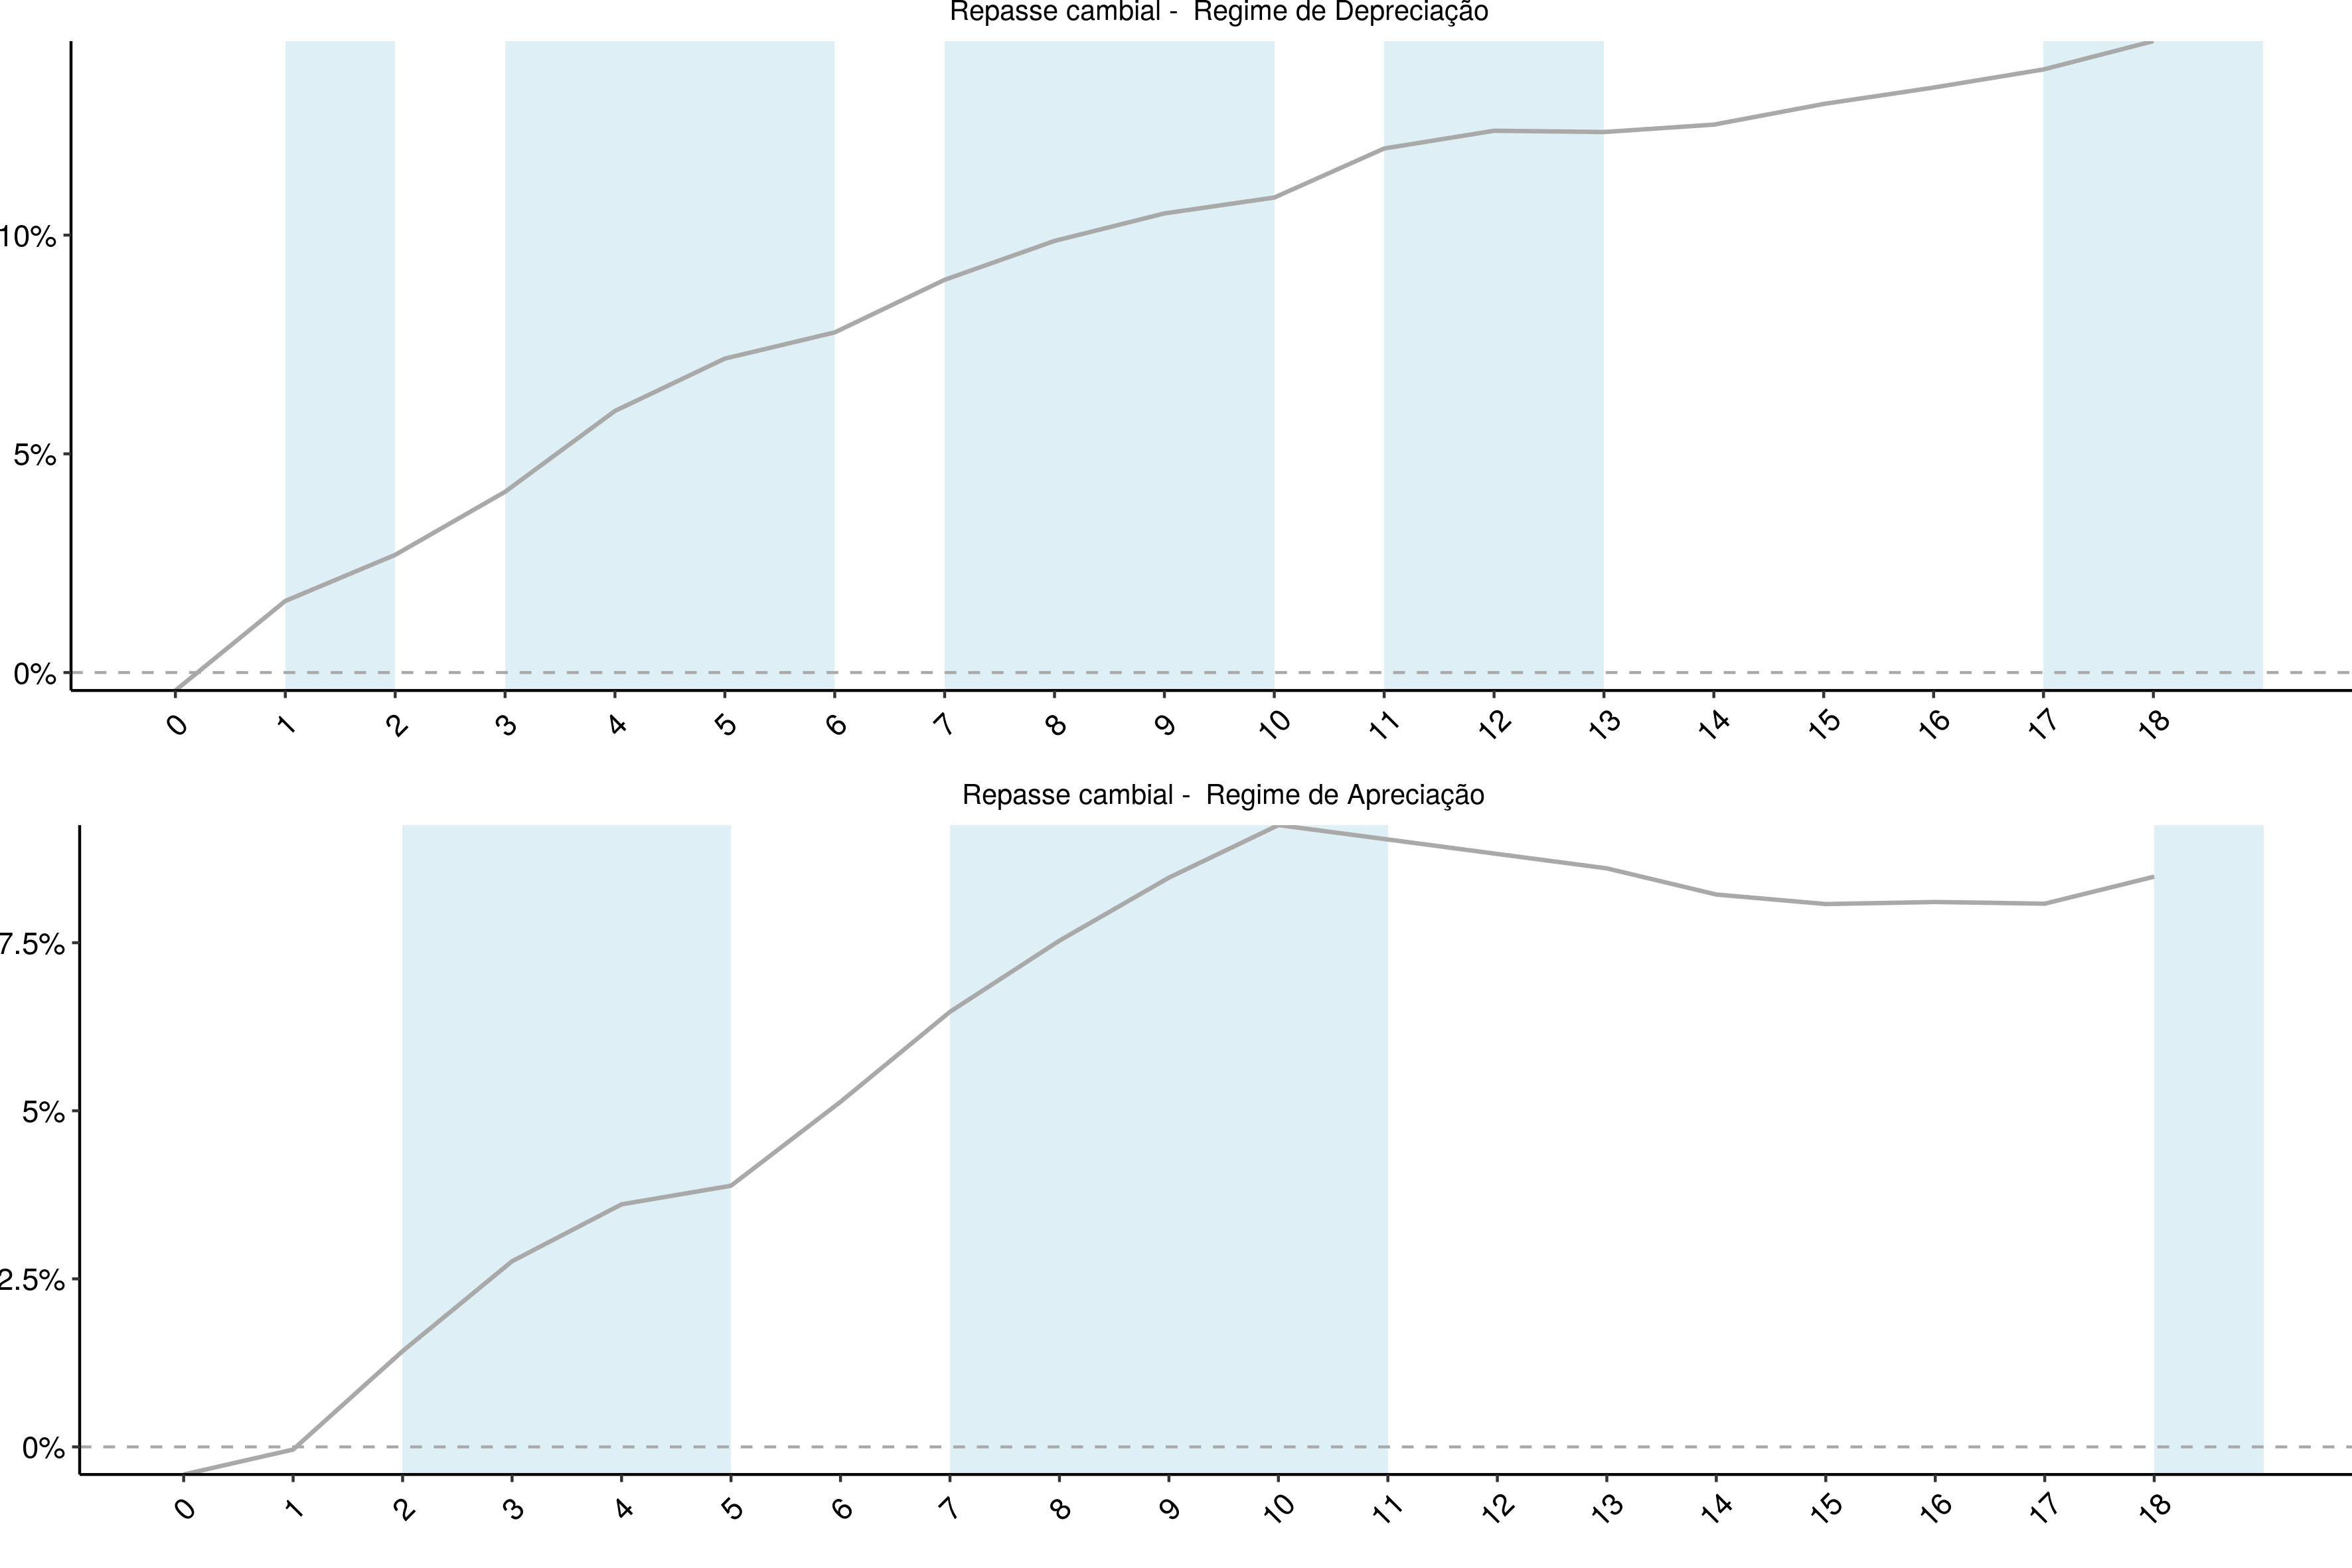 Repasse cambial -  Regime de Depreciação
10%
5%
0%
0 1 2 3 4 5 6 7 8 9 10 11 12 13 14 15 16 17 18
Repasse cambial -  Regime de Apreciação
7.5%
5%
2.5%
0%
0 1 2 3 4 5 6 7 8 9 10 11 12 13 14 15 16 17 18